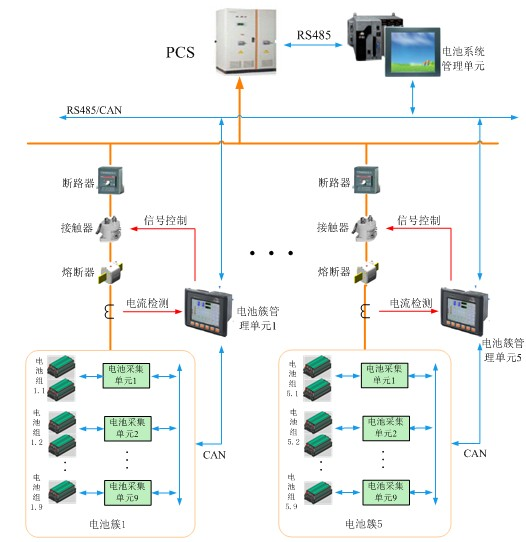 PCS
RS485
电池系统
管理单元
RS485/CAN
断路器
接触器
信号控制
熔断器
电流检测
电池簇管
理单元1
电池组
1.1
电池采集
单元1
电池组
1.2
电池采集
单元2
电池组
1.9
电池采集
单元9
CAN
电池簇1
断路器
接触器
信号控制
熔断器
电流检测
电池簇管
理单元5
电池组
5.1
电池采集
单元1
电池组
5.2
电池采集
单元2
电池组
5.9
电池采集
单元9
CAN
电池簇5